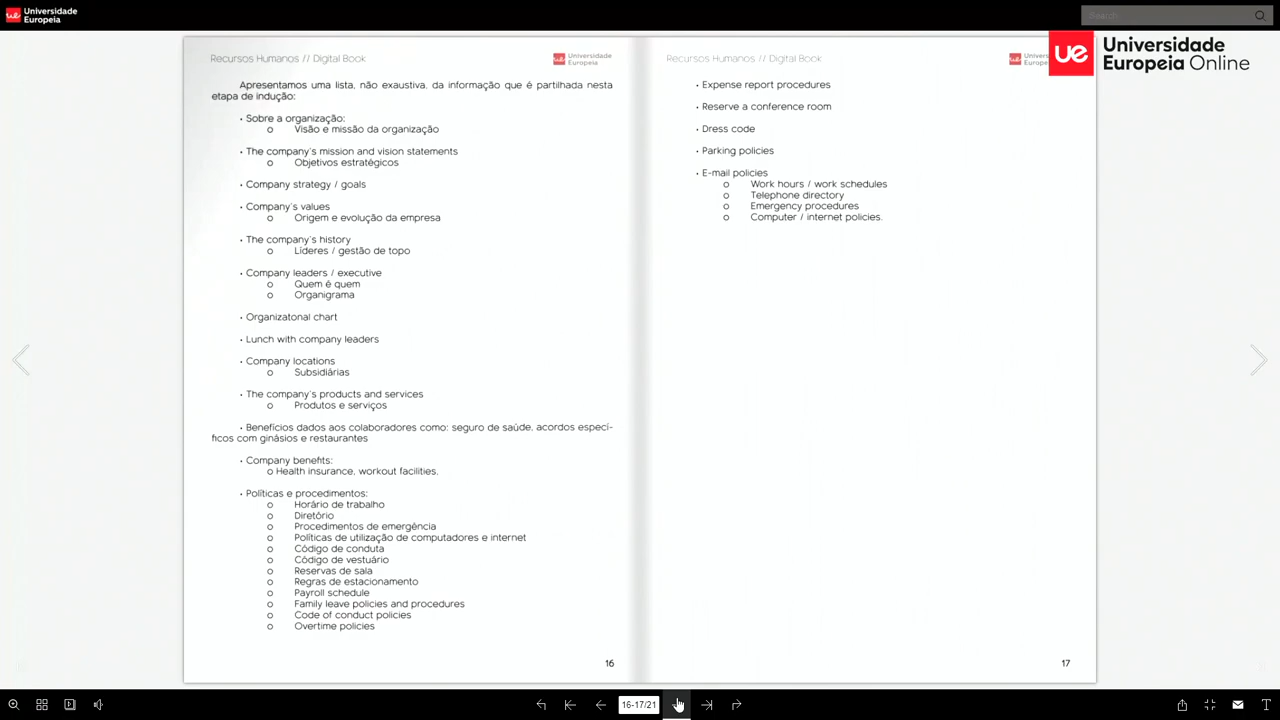 Universidade
Europeia
Search...
Universidade
Europeia Online
Recursos Humanos // Digital Book
Universidade
Europeia
Apresentamos uma lista, não exaustiva, da informação que é partilhada nesta
etapa de indução:
• Sobre a organização:
o Visão e missão da organização
• The company's mission and vision statements
o Objetivos estratégicos
• Company strategy / goals
• Company's values
o Origem e evolução da empresa
• The company's history
o Líderes / gestão de topo
• Company leaders / executive
o Quem é quem
o Organigrama
• Organizatonal chart
• Lunch with company leaders
• Company locations
o Subsidiárias
• The company's products and services
o Produtos e serviços
• Benefícios dados aos colaboradores como: seguro de saúde, acordos especí-
ficos com ginásios e restaurantes
• Company benefits:
o Health insurance, workout facilities.
• Políticas e procedimentos:
o Horário de trabalho
o Diretório
o Procedimentos de emergência
o Políticas de utilização de computadores e internet
o Código de conduta
o Código de vestuário
o Reservas de sala
o Regras de estacionamento
o Payroll schedule
o Family leave policies and procedures
o Code of conduct policies
o Overtime policies
16
Recursos Humanos // Digital Book
• Expense report procedures
• Reserve a conference room
• Dress code
• Parking policies
• E-mail policies
o Work hours / work schedules
o Telephone directory
o Emergency procedures
o Computer / internet policies.
17
16-17/21